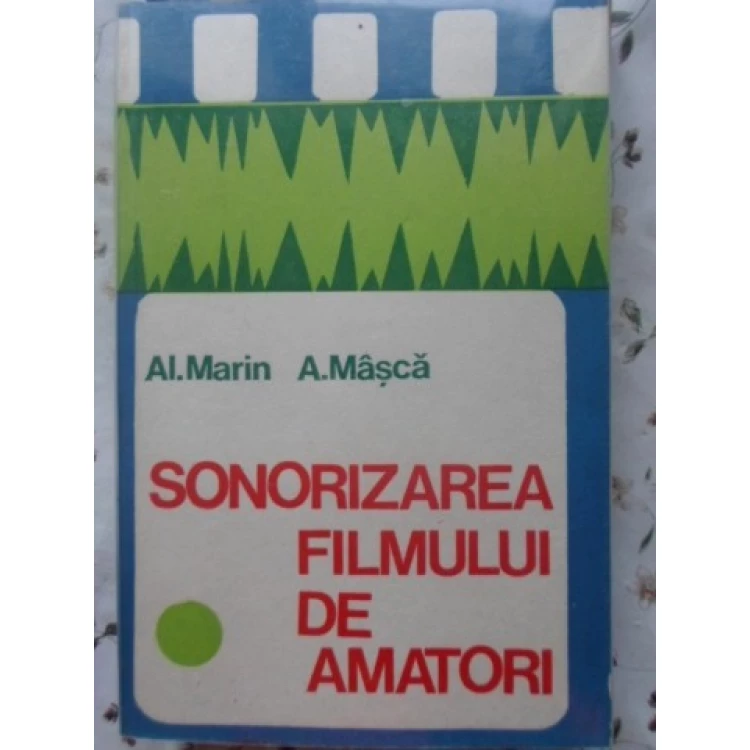 Al.Marin A.Mâșcă
SONORIZAREA
FILMULUI
DE
AMATORI